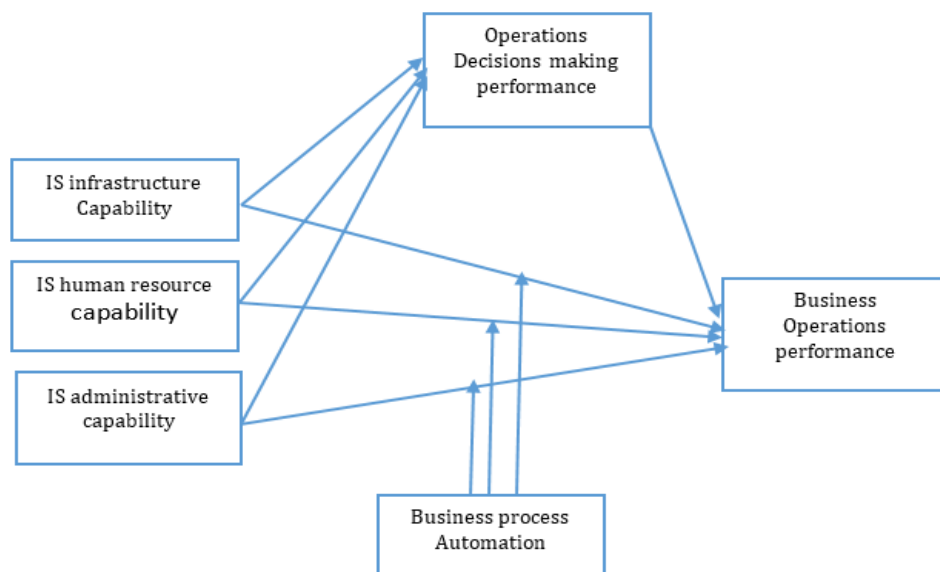 Operations
Decisions making
performance
IS infrastructure
Capability
IS human resource
capability
IS administrative
capability
Business
Operations
performance
Business process
Automation